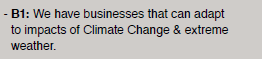 - B1: We have businesses that can adapt
to impacts of Climate Change & extreme
weather.